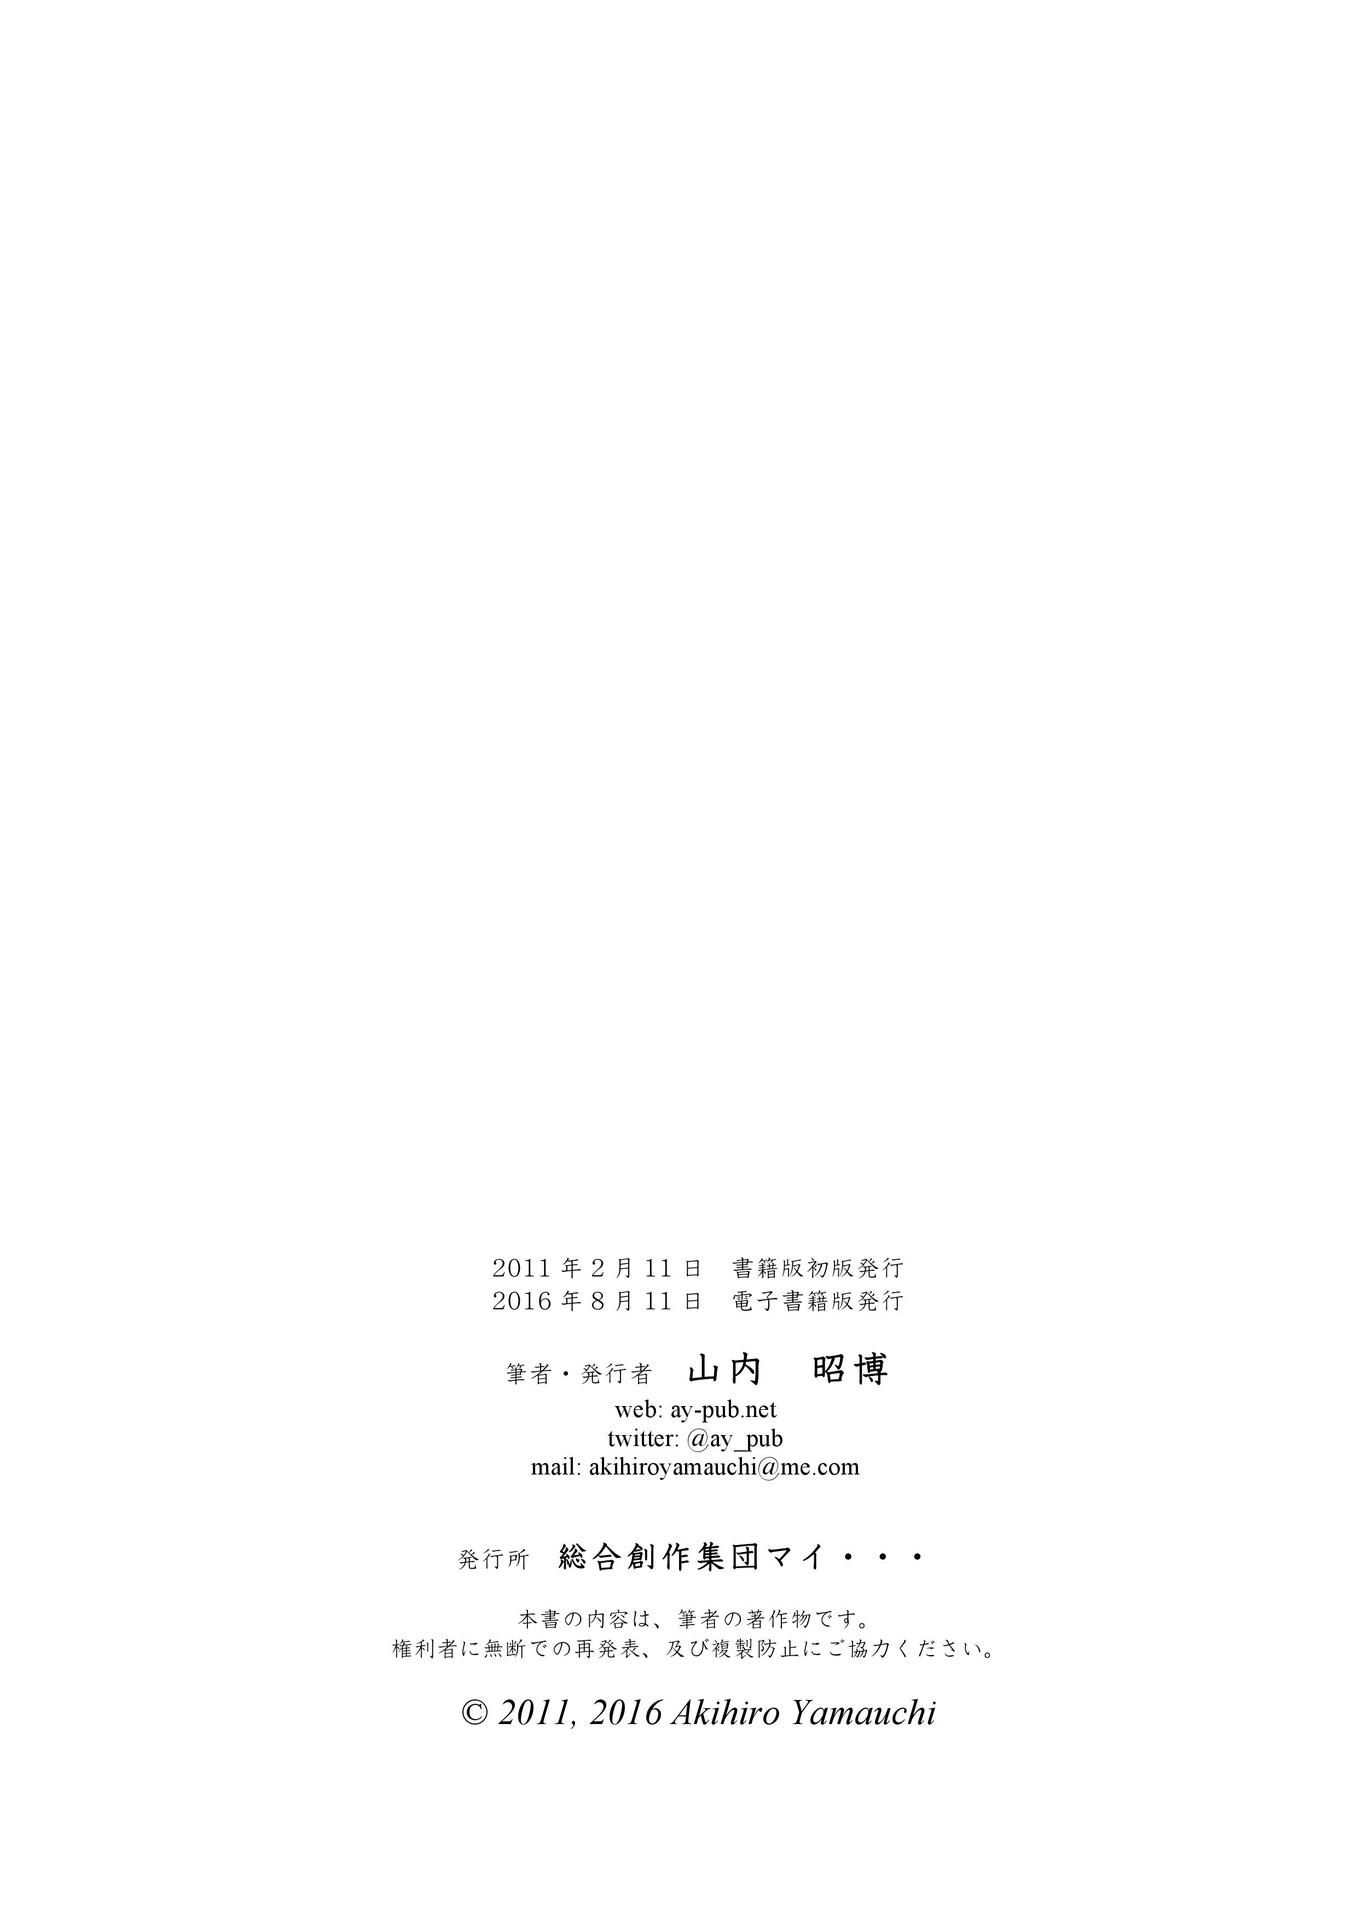 2011 年 2 月 11 日　書籍版初版発行
2016 年 8 月 11 日　電子書籍版発行
筆者・発行者　山内　昭博
web: ay-pub.net
twitter: @ay_pub
mail: akihiroyamauchi@me.com
発行所　総合創作集団マイ・・・
本書の内容は、筆者の著作物です。
権利者に無断での再発表、及び複製防止にご協力ください。
© 2011, 2016 Akihiro Yamauchi